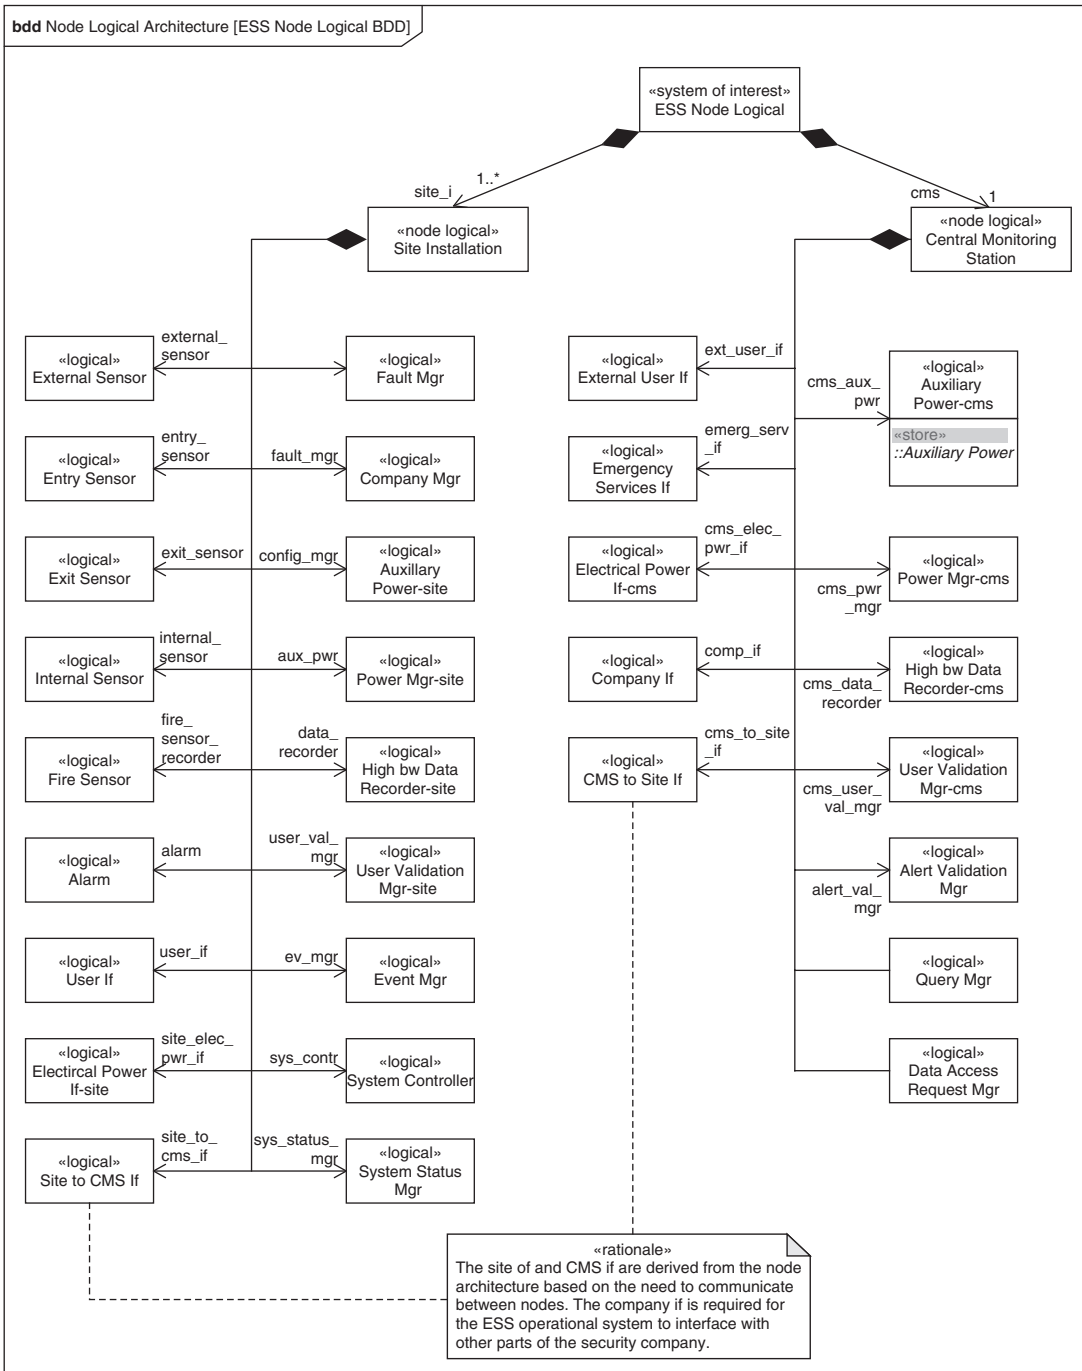 bdd Node Logical Architecture [ESS Node Logical BDD]
«system of interest»
ESS Node Logical
1..*
site_i
cms
1
«node logical»
Site Installation
«node logical»
Central Monitoring
Station
external_
sensor
«logical»
External Sensor
«logical»
Fault Mgr
entry_
sensor
fault_mgr
«logical»
Entry Sensor
«logical»
Company Mgr
exit_sensor
config_mgr
«logical»
Exit Sensor
«logical»
Auxillary
Power-site
internal_
sensor
aux_pwr
«logical»
Internal Sensor
«logical»
Power Mgr-site
fire_
sensor_
recorder
data_
recorder
«logical»
Fire Sensor
«logical»
High bw Data
Recorder-site
alarm
user_val_
mgr
«logical»
Alarm
«logical»
User Validation
Mgr-site
user_if
ev_mgr
«logical»
User If
«logical»
Event Mgr
site_elec_
pwr_if
sys_contr
«logical»
Electircal Power
If-site
«logical»
System Controller
site_to_
cms_if
sys_status_
mgr
«logical»
Site to CMS If
«logical»
System Status
Mgr
ext_user_if
«logical»
External User If
cms_aux_
pwr
«logical»
Auxiliary
Power-cms
«store»
::Auxiliary Power
emerg_serv
_if
«logical»
Emergency
Services If
cms_elec_
pwr_if
«logical»
Electrical Power
If-cms
cms_pwr
_mgr
«logical»
Power Mgr-cms
comp_if
«logical»
Company If
cms_data_
recorder
«logical»
High bw Data
Recorder-cms
cms_to_site
_if
«logical»
CMS to Site If
cms_user_
val_mgr
«logical»
User Validation
Mgr-cms
alert_val_
mgr
«logical»
Alert Validation
Mgr
«logical»
Query Mgr
«logical»
Data Access
Request Mgr
«rationale»
The site of and CMS if are derived from the node
architecture based on the need to communicate
between nodes. The company if is required for
the ESS operational system to interface with
other parts of the security company.